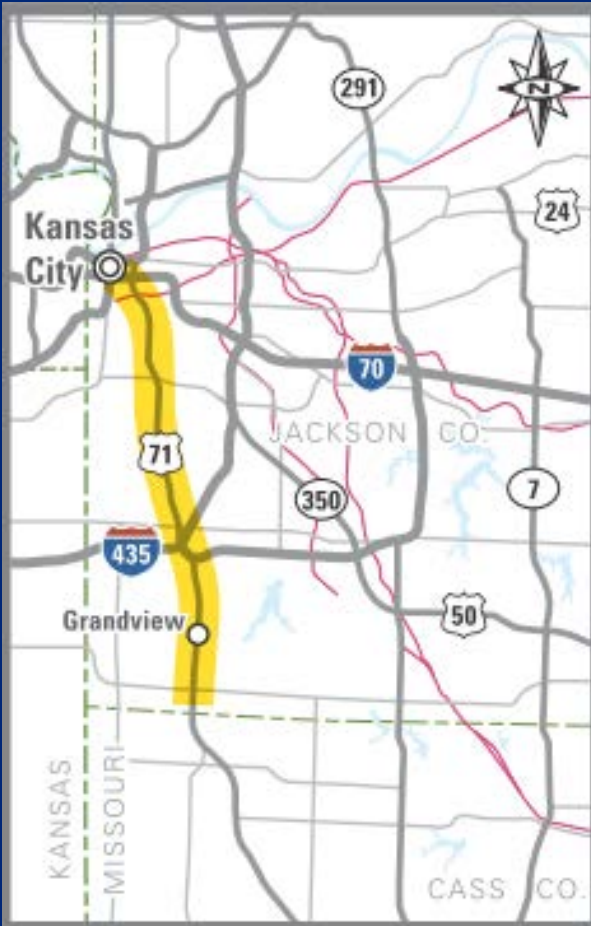 291
N
24
Kansas
City
70
JACKSON CO.
71
350
7
435
50
Grandview
KANSAS
MISSOURI
CASS CO.